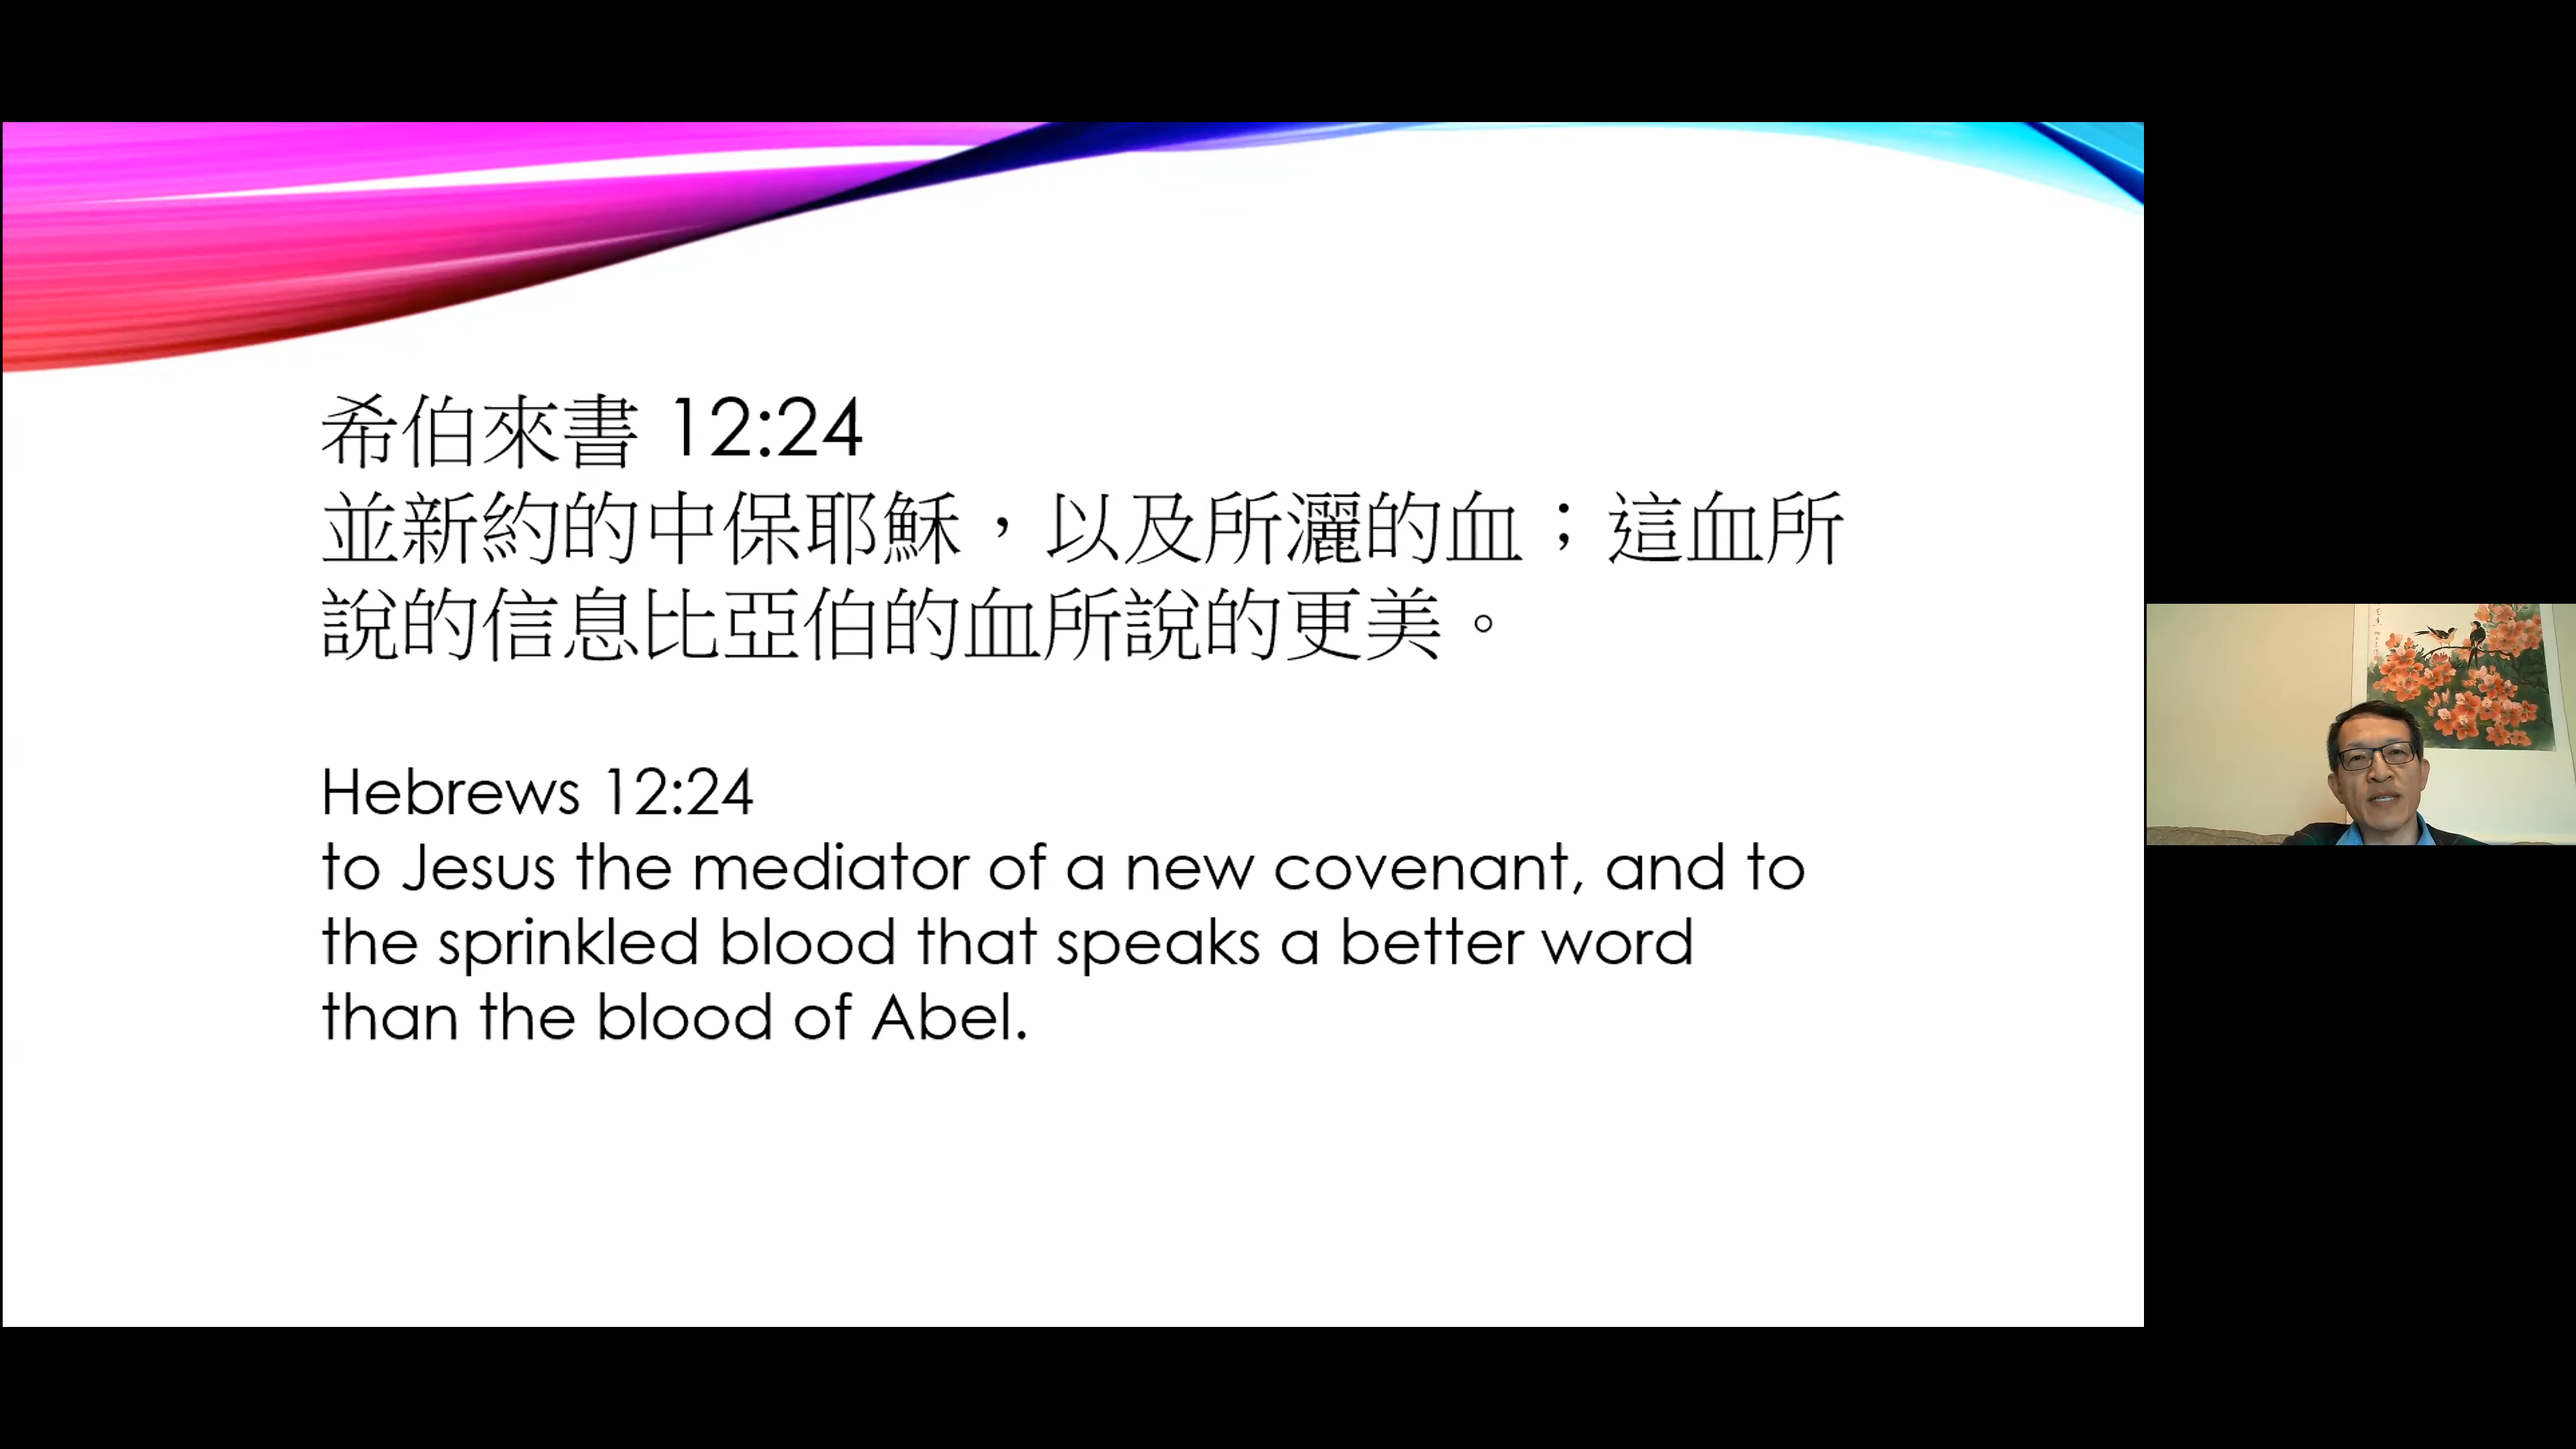 希伯來書 12:24
並新約的中保耶穌，以及所灑的血；這血所
說的信息比亞伯的血所說的更美。
Hebrews 12:24
to Jesus the mediator of a new covenant, and to
the sprinkled blood that speaks a better word
than the blood of Abel.